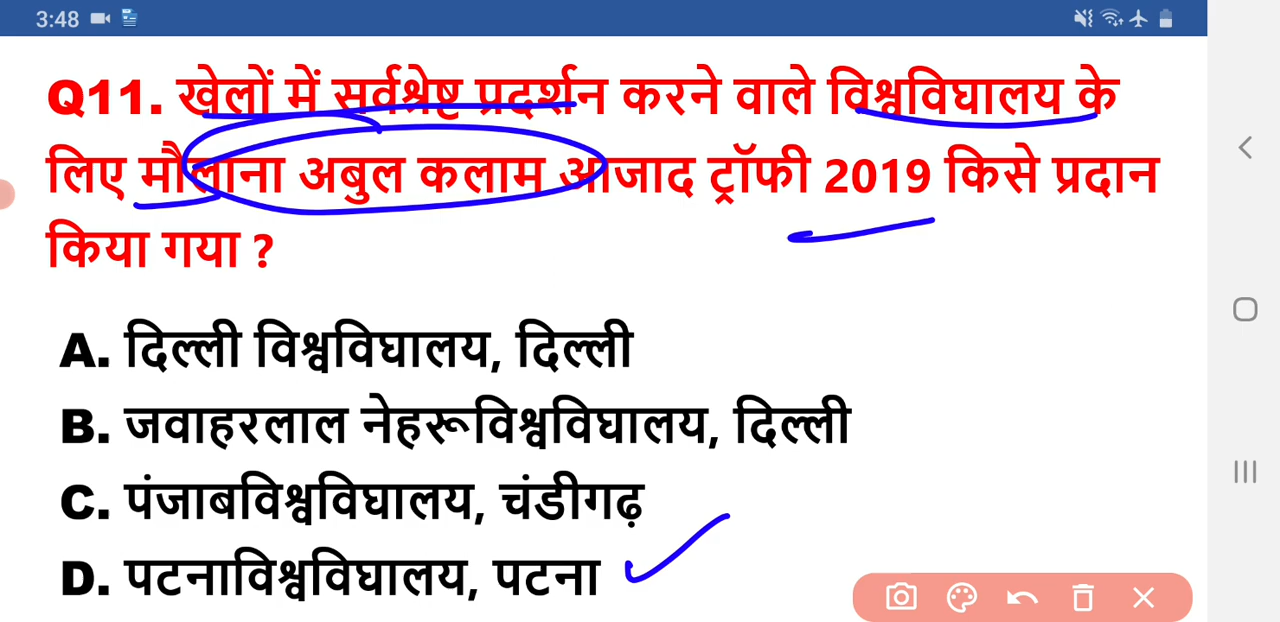 3:48
Q11. खेलों में सर्वश्रेष्ट प्रदर्शन करने वाले विश्वविघालय के
लिए मौलाना अबुल कलाम आजाद ट्रॉफी 2019 किसे प्रदान
किया गया ?
A. दिल्ली विश्वविघालय, दिल्ली
B. जवाहरलाल नेहरूविश्वविघालय, दिल्ली
C. पंजाबविश्वविघालय, चंडीगढ़
D. पटनाविश्वविघालय, पटना